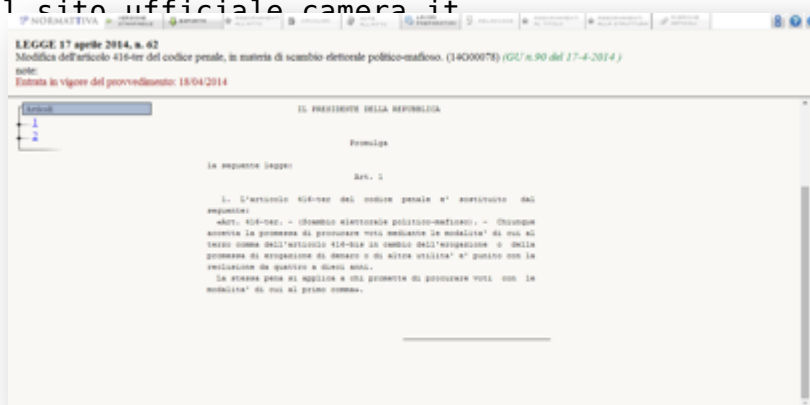 l sito ufficiale camera.it
NORMATTIVA
LEGGE 17 aprile 2014, n. 62
Modifica dell'articolo 416-ter del codice penale, in materia di scambio elettorale politico-mafioso. (14G00078) (GU n.90 del 17-4-2014 )
note:
Entrata in vigore del provvedimento: 18/04/2014
Articoli
1
2
IL PRESIDENTE DELLA REPUBBLICA
Promulga
la seguente legge:
Art. 1
1. L'articolo 416-ter del codice penale e' sostituito dal
seguente:
«Art. 416-ter. - (Scambio elettorale politico-mafioso). - Chiunque
accetta la promessa di procurare voti mediante le modalita' di cui al
terzo comma dell'articolo 416-bis in cambio dell'erogazione o della
promessa di erogazione di denaro o di altra utilita' e' punito con la
reclusione da quattro a dieci anni.
La stessa pena si applica a chi promette di procurare voti con le
modalita' di cui al primo comma».